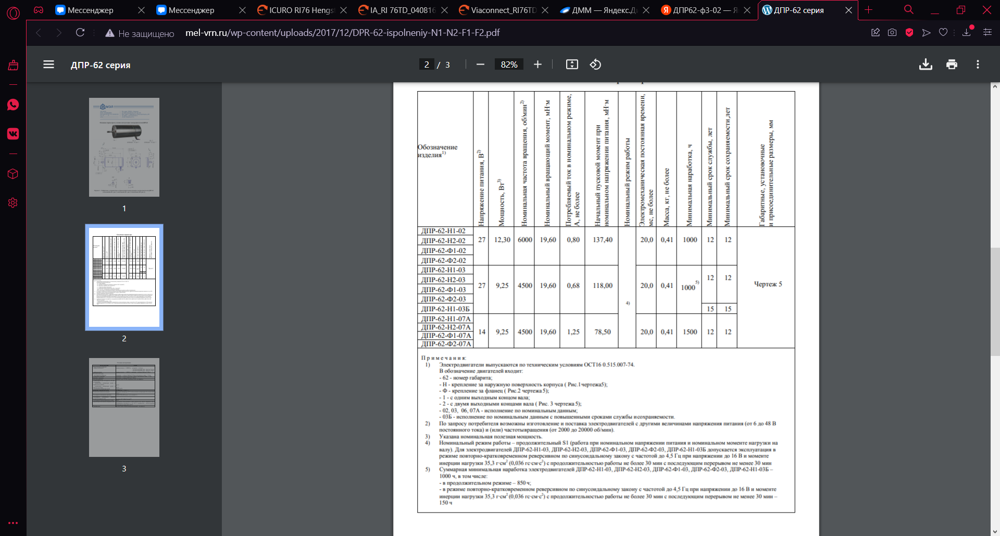 Мессенджер
Мессенджер
ICURO RI76 Hengs
IA_RI 76TD_040816
Viaconnect_RI76TD
ДММ — Яндекс.Ди
ДПР62-ф3-02 — Я
ДПР-62 серия
Не защищено
mel-vrn.ru/wp-content/uploads/2017/12/DPR-62-ispolneniy-N1-N2-F1-F2.pdf
ДПР-62 серия
2 / 3
82%
1
2
3
Обозначение
изделия1)
Напряжение питания, В2)
Мощность, Вт3)
Номинальная частота вращения, об/мин2)
Номинальный вращающий момент, мН·м
Потребляемый ток в номинальном режиме,
А, не более
Начальный пусковой момент при
номинальном напряжении питания, мН·м
Номинальный режим работы
Электромеханическая постоянная времени,
мс, не более
Масса, кг, не более
Минимальная наработка, ч
Минимальный срок службы, лет
Минимальный срок сохраняемости,лет
Габаритные, установочные
и присоединительные размеры, мм
ДПР-62-Н1-02
ДПР-62-Н2-02
ДПР-62-Ф1-02
ДПР-62-Ф2-02
27 12,30 6000 19,60 0,80 137,40 20,0 0,41 1000 12 12
ДПР-62-Н1-03
ДПР-62-Н2-03
ДПР-62-Ф1-03
ДПР-62-Ф2-03
ДПР-62-Н1-03Б
27 9,25 4500 19,60 0,68 118,00 20,0 0,41 1000 5) 12 12
15 15
4)
Чертеж 5
ДПР-62-Н1-07А
ДПР-62-Н2-07А
ДПР-62-Ф1-07А
ДПР-62-Ф2-07А
14 9,25 4500 19,60 1,25 78,50 20,0 0,41 1500 12 12
Примечания:
1) Электродвигатели выпускаются по техническим условиям ОСТ16 0.515.007-74.
В обозначение двигателей входит:
- 62 - номер габарита;
- Н - крепление за наружную поверхность корпуса ( Рис.1чертежа5);
- Ф - крепление за фланец ( Рис.2 чертежа 5);
- 1 - с одним выходным концом вала;
- 2 - с двумя выходными концами вала ( Рис. 3 чертежа 5);
- 02, 03, 06, 07А - исполнение по номинальным данным;
- 03Б - исполнение по номинальным данным с повышенными сроками службы исохраняемости.
2) По запросу потребителя возможны изготовление и поставка электродвигателей с другими величинами напряжения питания (от 6 до 48 В
постоянного тока) и (или) частотывращения (от 2000 до 20000 об/мин).
3) Указана номинальная полезная мощность.
4) Номинальный режим работы – продолжительный S1 (работа при номинальном напряжении питания и номинальном моменте нагрузки на
валу). Для электродвигателей ДПР-62-Н1-03, ДПР-62-Н2-03, ДПР-62-Ф1-03, ДПР-62-Ф2-03, ДПР-62-Н1-03Б допускается эксплуатация в
режиме повторно-кратковременном реверсивном по синусоидальному закону с частотой до 4,5 Гц при напряжении до 16 В и моменте
инерции нагрузки 35,3 г·см2 (0,036 гс·см·с2) с продолжительностью работы не более 30 мин с последующим перерывом не менее 30 мин
5) Суммарная минимальная наработка электродвигателей ДПР-62-Н1-03, ДПР-62-Н2-03, ДПР-62-Ф1-03, ДПР-62-Ф2-03, ДПР-62-Н1-03Б –
1000 ч, в том числе:
- в продолжительном режиме – 850 ч;
- в режиме повторно-кратковременном реверсивном по синусоидальному закону с частотой до 4,5 Гц при напряжении до 16 В и моменте
инерции нагрузки 35,3 г·см2 (0,036 гс·см·с2) с продолжительностью работы не более 30 мин с последующим перерывом не менее 30 мин –
150 ч